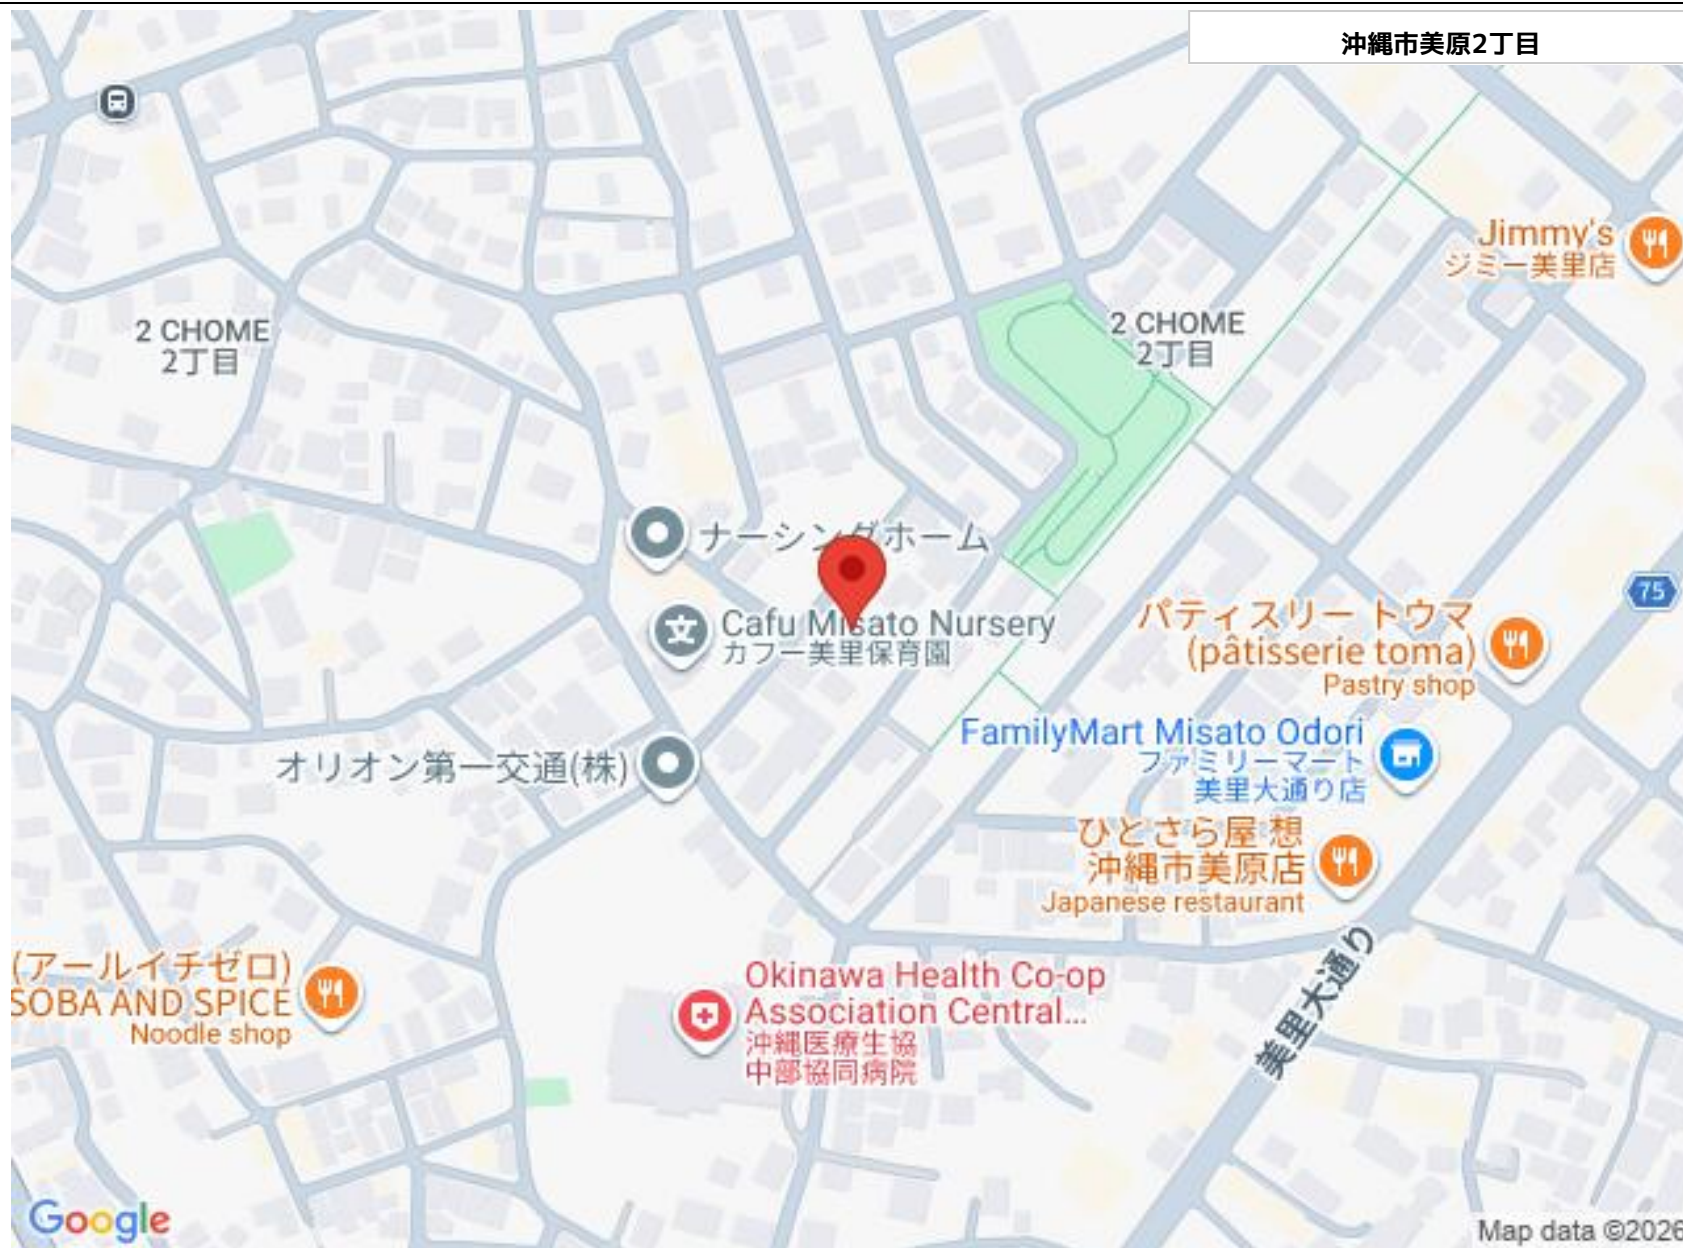 沖縄市美原2丁目
Jimmy's
ジミー美里店
2 CHOME
2丁目
2 CHOME
2丁目
ナーシングホーム
Cafu Misato Nursery
カフー美里保育園
75
パティスリー トウマ
(pâtisserie toma)
Pastry shop
FamilyMart Misato Odori
ファミリーマート
美里大通り店
オリオン第一交通(株)
ひとさら屋 想
沖縄市美原店
Japanese restaurant
美里大通り
(アールイチゼロ)
SOBA AND SPICE
Noodle shop
Okinawa Health Co-op
Association Central...
沖縄医療生協
中部協同病院
Google
Map data ©2026